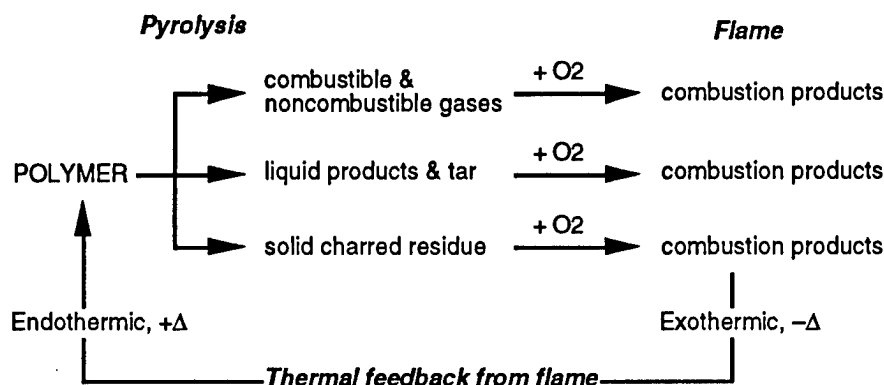 Pyrolysis
Flame
combustible &
noncombustible gases
+ O2
combustion products
POLYMER
liquid products & tar
+ O2
combustion products
solid charred residue
+ O2
combustion products
Endothermic, +Δ
Exothermic, –Δ
Thermal feedback from flame